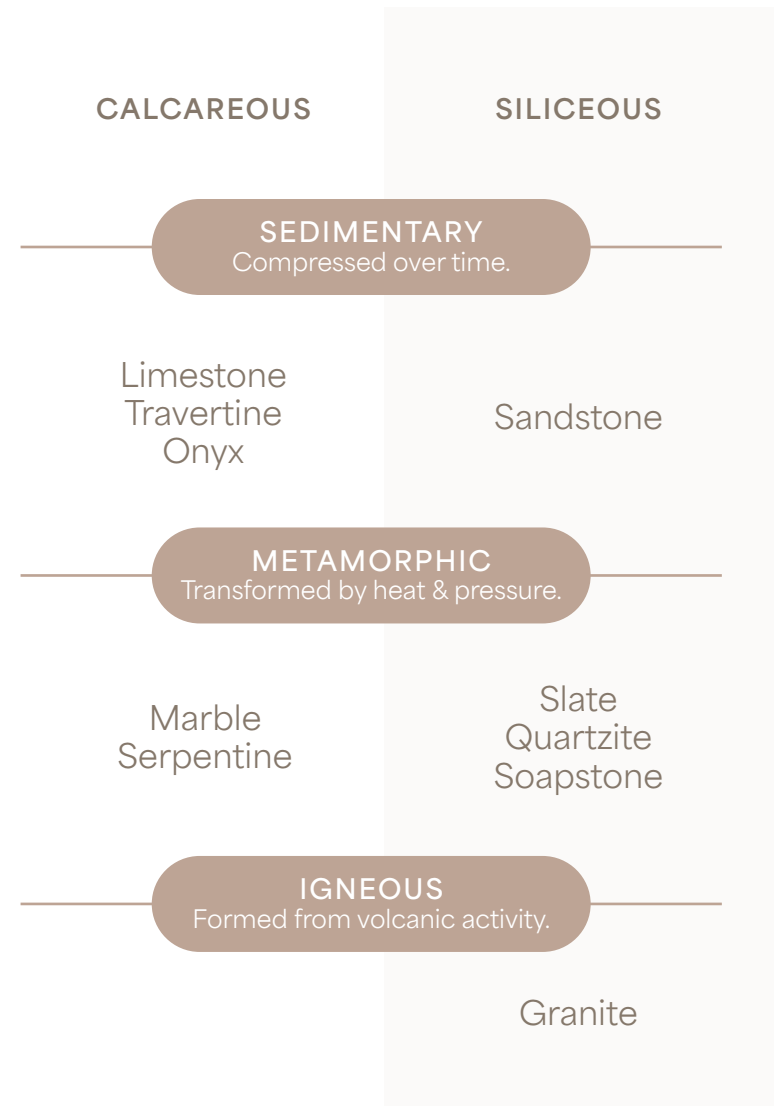 CALCAREOUS
SILICEOUS
SEDIMENTARY
Compressed over time.
Limestone
Travertine
Onyx
Sandstone
METAMORPHIC
Transformed by heat & pressure.
Marble
Serpentine
Slate
Quartzite
Soapstone
IGNEOUS
Formed from volcanic activity.
Granite